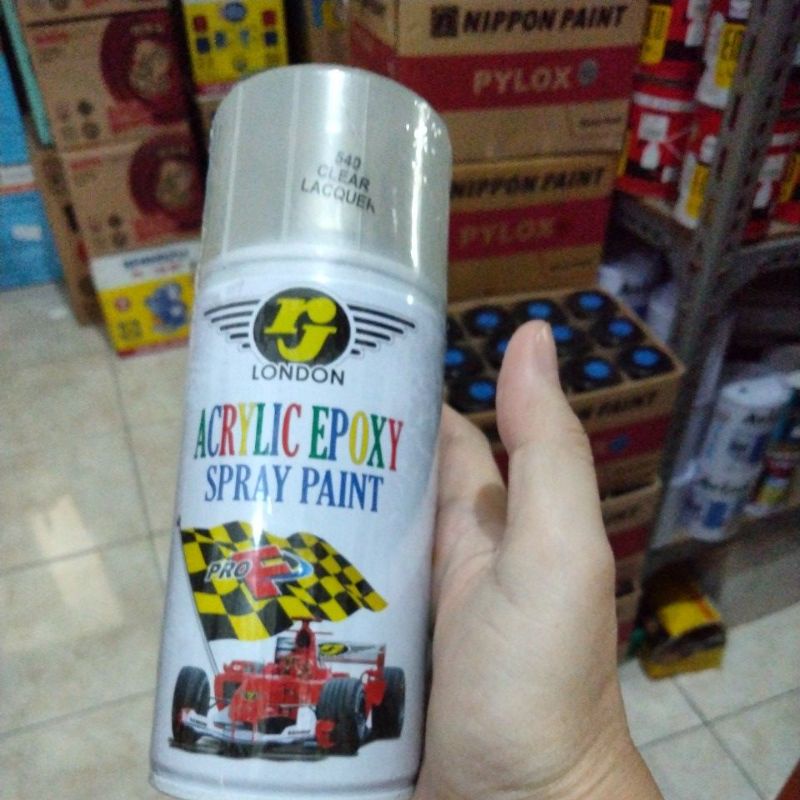 NIPPON PAINT
PYLOX
NIPPON PAINT
PYLOX
540
CLEAR
LACQUER
rj
LONDON
ACRYLIC EPOXY
SPRAY PAINT
PRO